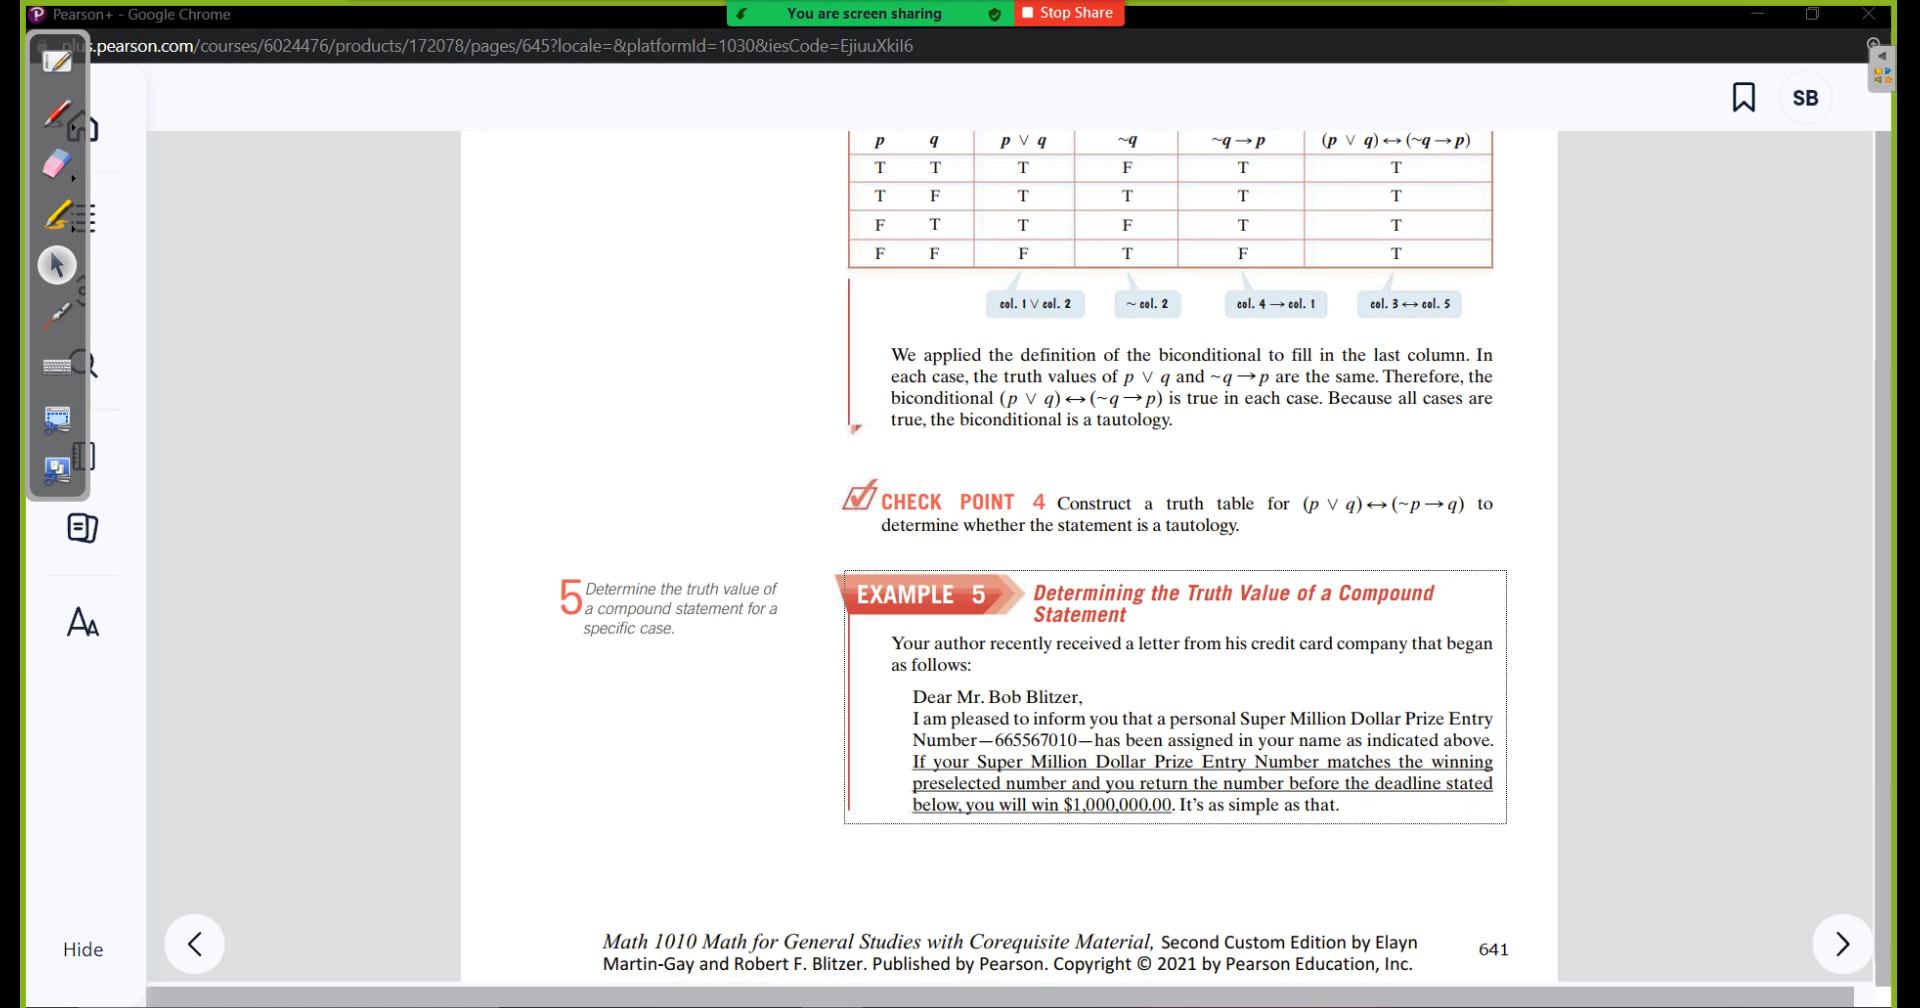 Pearson+ - Google Chrome
You are screen sharing
Stop Share
s.pearson.com/courses/6024476/products/172078/pages/645?locale=&platformId=1030&iesCode=EjiuuXkiI6
SB
p q p ∨ q ~q ~q → p (p ∨ q) ↔ (~q → p)
T T T F T T
T F T T T T
F T T F T T
F F F T F T
col. 1 ∨ col. 2 ~ col. 2 col. 4 → col. 1 col. 3 ↔ col. 5
We applied the definition of the biconditional to fill in the last column. In
each case, the truth values of p ∨ q and ~q → p are the same. Therefore, the
biconditional (p ∨ q) ↔ (~q → p) is true in each case. Because all cases are
true, the biconditional is a tautology.
CHECK POINT 4 Construct a truth table for (p ∨ q) ↔ (~p → q) to
determine whether the statement is a tautology.
5 Determine the truth value of
a compound statement for a
specific case.
EXAMPLE 5 Determining the Truth Value of a Compound
Statement
Your author recently received a letter from his credit card company that began
as follows:
Dear Mr. Bob Blitzer,
I am pleased to inform you that a personal Super Million Dollar Prize Entry
Number—665567010—has been assigned in your name as indicated above.
If your Super Million Dollar Prize Entry Number matches the winning
preselected number and you return the number before the deadline stated
below, you will win $1,000,000.00. It's as simple as that.
Hide
Math 1010 Math for General Studies with Corequisite Material, Second Custom Edition by Elayn
Martin-Gay and Robert F. Blitzer. Published by Pearson. Copyright © 2021 by Pearson Education, Inc.
641